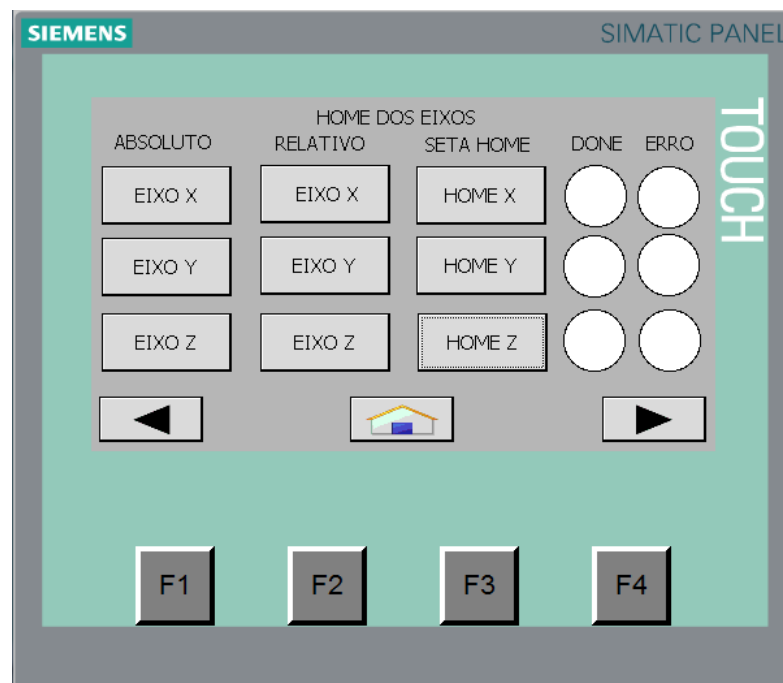 SIEMENS SIMATIC PANEL
TOUCH
HOME DOS EIXOS
ABSOLUTO RELATIVO SETA HOME DONE ERRO
EIXO X EIXO X HOME X
EIXO Y EIXO Y HOME Y
EIXO Z EIXO Z HOME Z
F1 F2 F3 F4